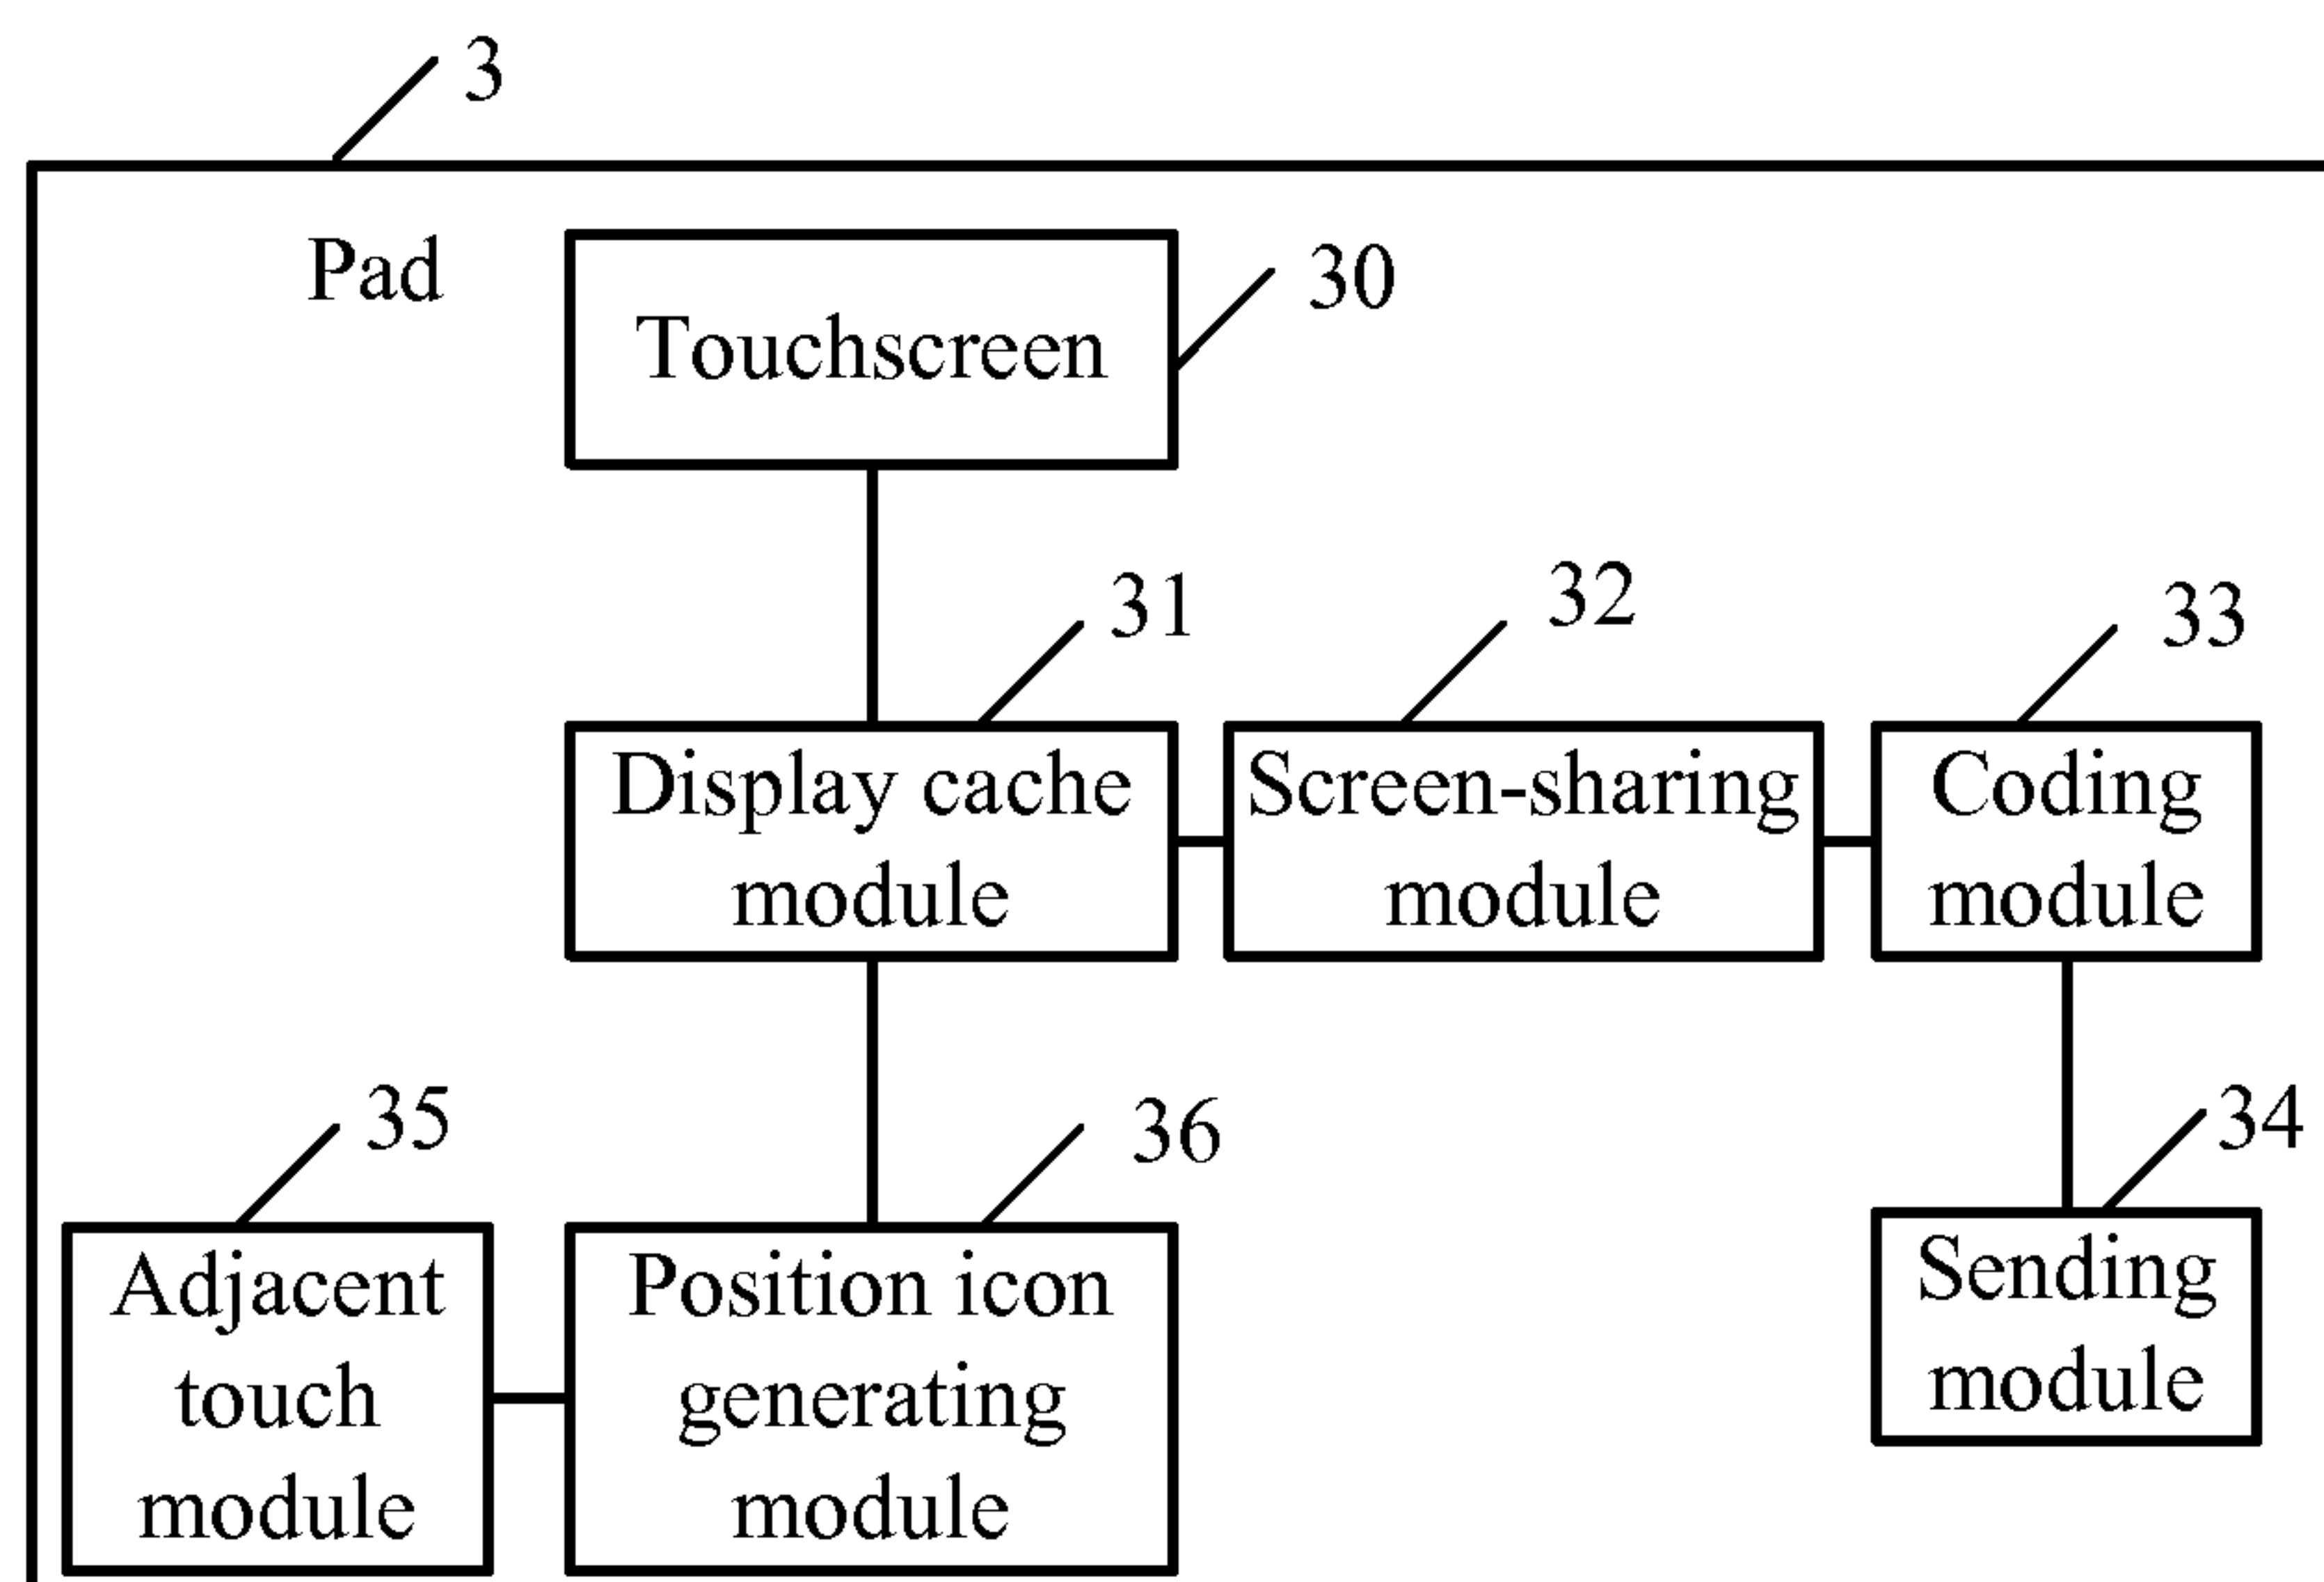 3
Pad
Touchscreen
30
31
32
33
Display cache
module
Screen-sharing
module
Coding
module
35
36
34
Adjacent
touch
module
Position icon
generating
module
Sending
module